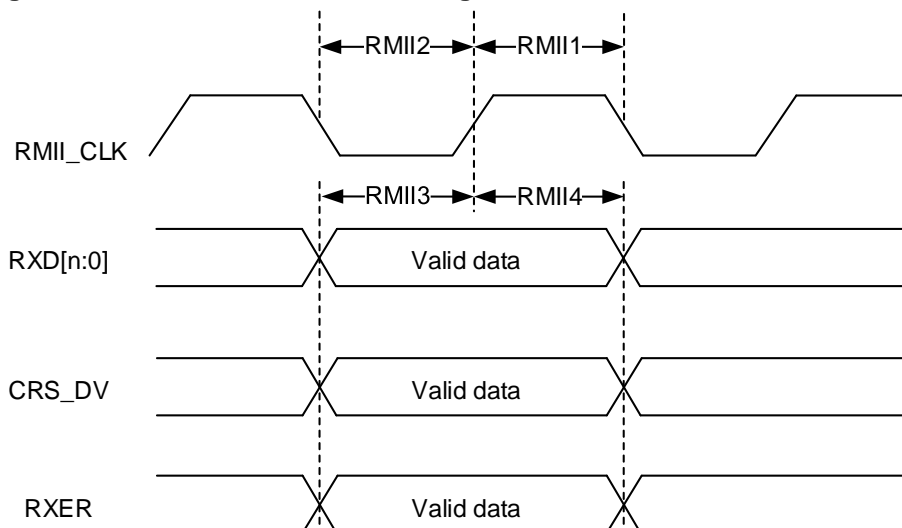 RMII2 RMII1
RMII_CLK
RMII3 RMII4
RXD[n:0] Valid data
CRS_DV Valid data
RXER Valid data